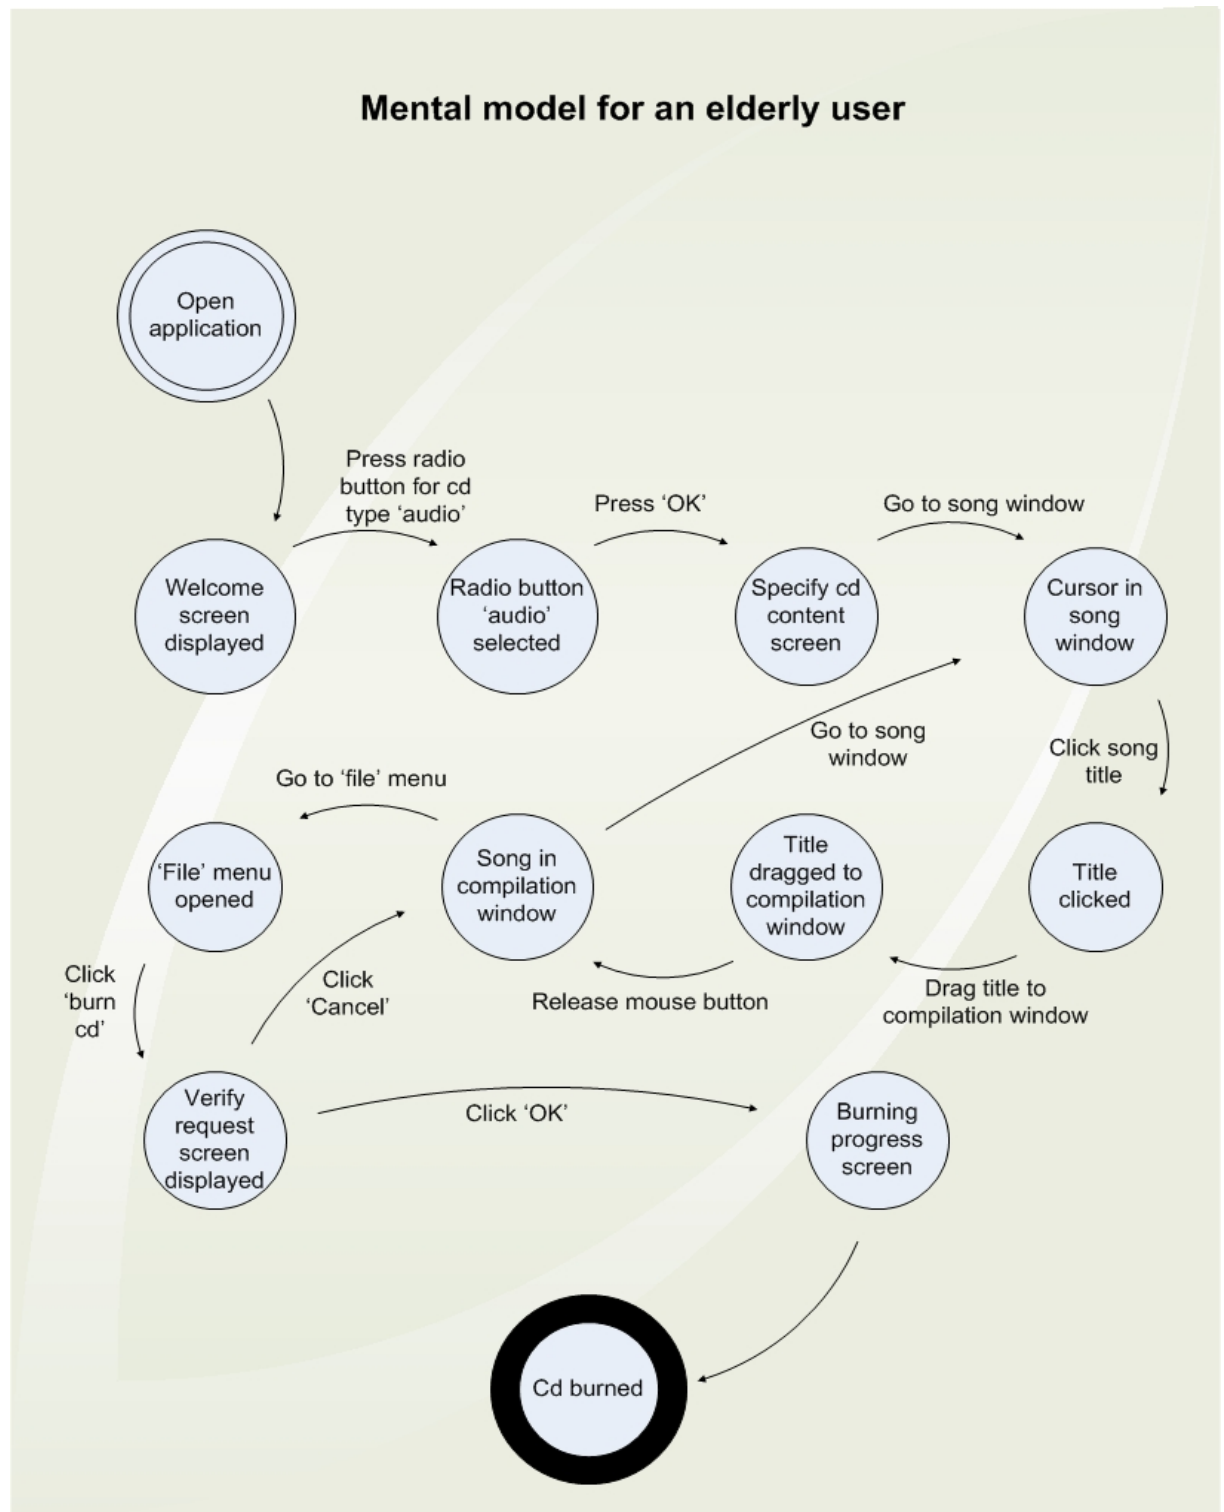 Mental model for an elderly user
Open
application
Press radio
button for cd
type ‘audio’
Press ‘OK’
Go to song window
Welcome
screen
displayed
Radio button
‘audio’
selected
Specify cd
content
screen
Cursor in
song
window
Go to song
window
Click song
title
Go to ‘file’ menu
‘File’ menu
opened
Song in
compilation
window
Title
dragged to
compilation
window
Title
clicked
Click
‘burn
cd’
Click
‘Cancel’
Release mouse button
Drag title to
compilation window
Verify
request
screen
displayed
Click ‘OK’
Burning
progress
screen
Cd burned